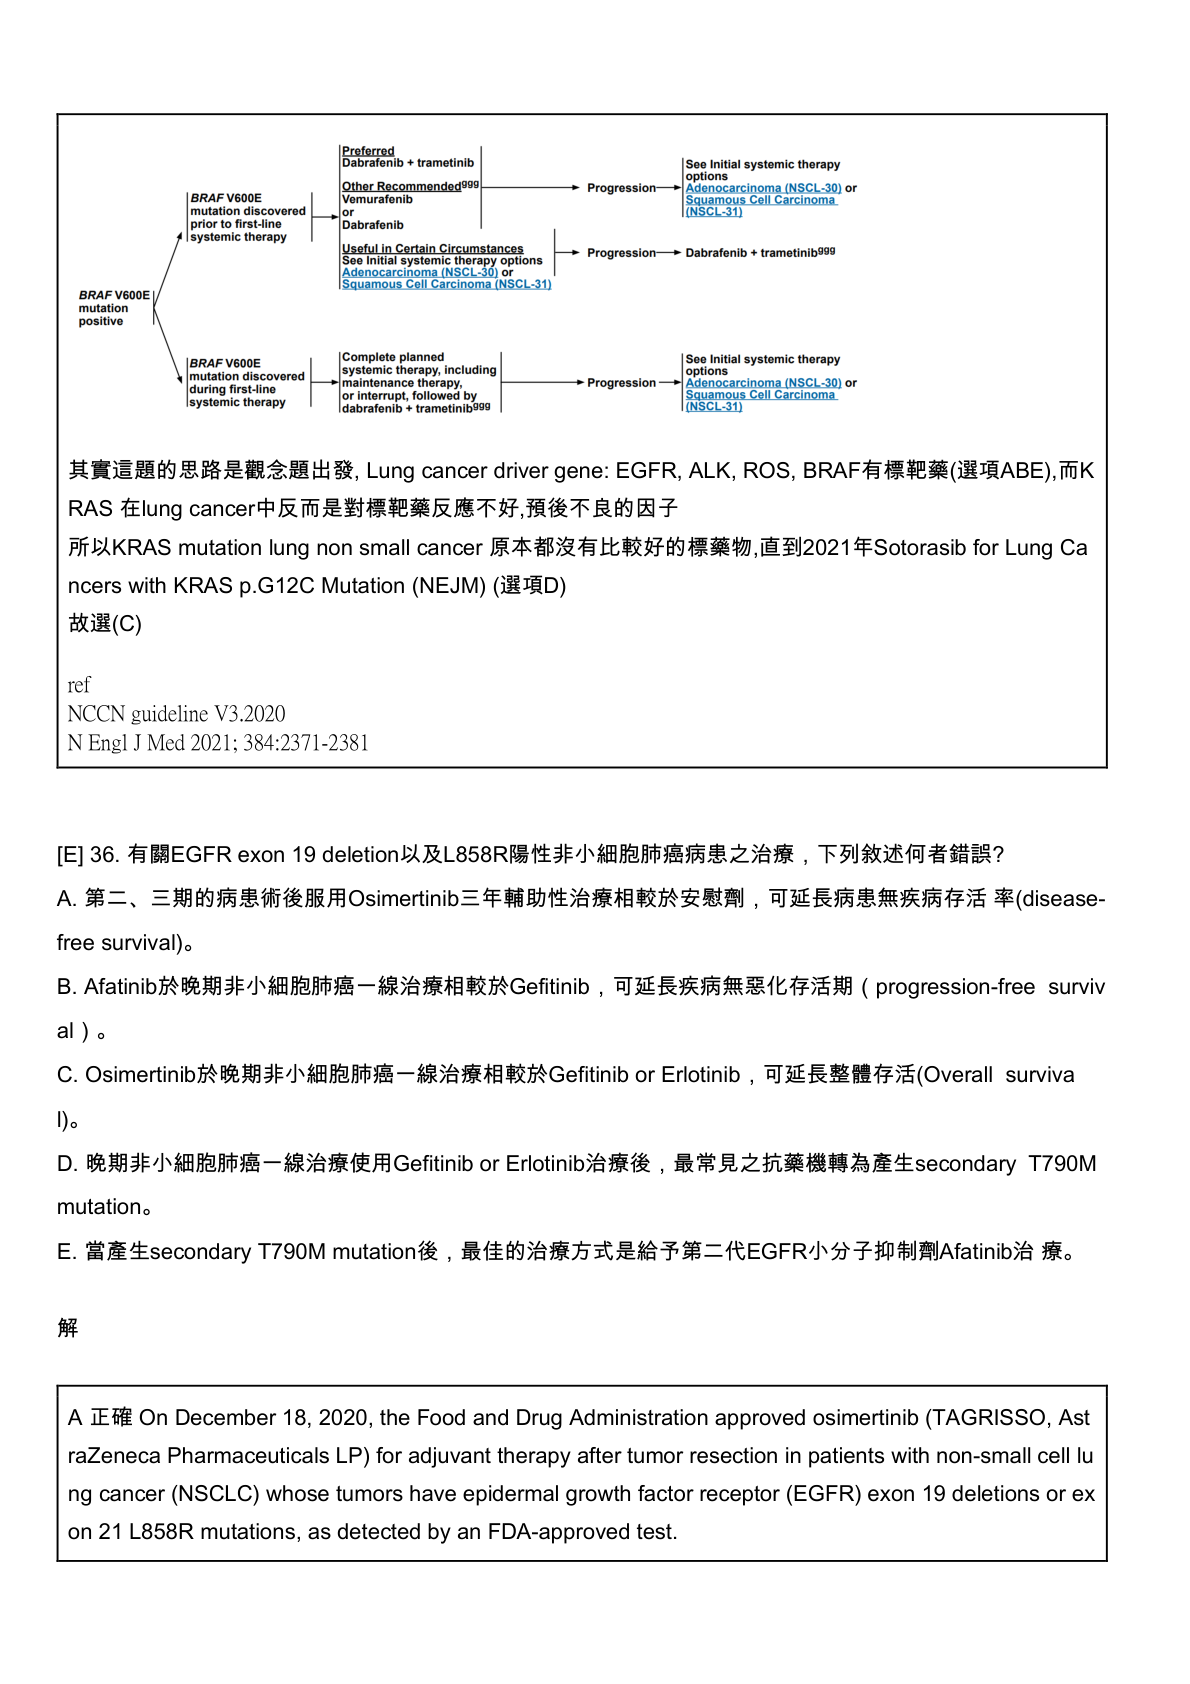 BRAF V600E
mutation
positive
BRAF V600E
mutation discovered
prior to first-line
systemic therapy
Preferred
Dabrafenib + trametinib
Other Recommendedggg
Vemurafenib
or
Dabrafenib
Useful in Certain Circumstances
See Initial systemic therapy options
Adenocarcinoma (NSCL-30) or
Squamous Cell Carcinoma (NSCL-31)
Progression
See Initial systemic therapy
options
Adenocarcinoma (NSCL-30) or
Squamous Cell Carcinoma
(NSCL-31)
Progression
Dabrafenib + trametinibggg
BRAF V600E
mutation discovered
during first-line
systemic therapy
Complete planned
systemic therapy, including
maintenance therapy,
or interrupt, followed by
dabrafenib + trametinibggg
Progression
See Initial systemic therapy
options
Adenocarcinoma (NSCL-30) or
Squamous Cell Carcinoma
(NSCL-31)
其實這題的思路是觀念題出發, Lung cancer driver gene: EGFR, ALK, ROS, BRAF有標靶藥(選項ABE),而K
RAS 在lung cancer中反而是對標靶藥反應不好,預後不良的因子
所以KRAS mutation lung non small cancer 原本都沒有比較好的標藥物,直到2021年Sotorasib for Lung Ca
ncers with KRAS p.G12C Mutation (NEJM) (選項D)
故選(C)
ref
NCCN guideline V3.2020
N Engl J Med 2021; 384:2371-2381
[E] 36. 有關EGFR exon 19 deletion以及L858R陽性非小細胞肺癌病患之治療，下列敘述何者錯誤?
A. 第二、三期的病患術後服用Osimertinib三年輔助性治療相較於安慰劑，可延長病患無疾病存活 率(disease-
free survival)。
B. Afatinib於晚期非小細胞肺癌一線治療相較於Gefitinib，可延長疾病無惡化存活期（progression-free surviv
al）。
C. Osimertinib於晚期非小細胞肺癌一線治療相較於Gefitinib or Erlotinib，可延長整體存活(Overall surviva
l)。
D. 晚期非小細胞肺癌一線治療使用Gefitinib or Erlotinib治療後，最常見之抗藥機轉為產生secondary T790M
mutation。
E. 當產生secondary T790M mutation後，最佳的治療方式是給予第二代EGFR小分子抑制劑Afatinib治 療。
解
A 正確 On December 18, 2020, the Food and Drug Administration approved osimertinib (TAGRISSO, Ast
raZeneca Pharmaceuticals LP) for adjuvant therapy after tumor resection in patients with non-small cell lu
ng cancer (NSCLC) whose tumors have epidermal growth factor receptor (EGFR) exon 19 deletions or ex
on 21 L858R mutations, as detected by an FDA-approved test.